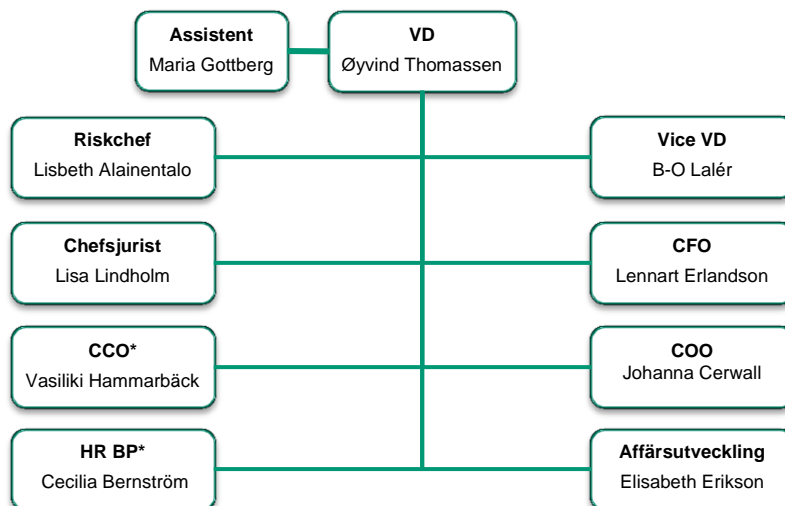 Assistent
Maria Gottberg
VD
Øyvind Thomassen
Riskchef
Lisbeth Alainentalo
Vice VD
B-O Lalér
Chefsjurist
Lisa Lindholm
CFO
Lennart Erlandson
CCO*
Vasiliki Hammarbäck
COO
Johanna Cerwall
HR BP*
Cecilia Bernström
Affärsutveckling
Elisabeth Erikson